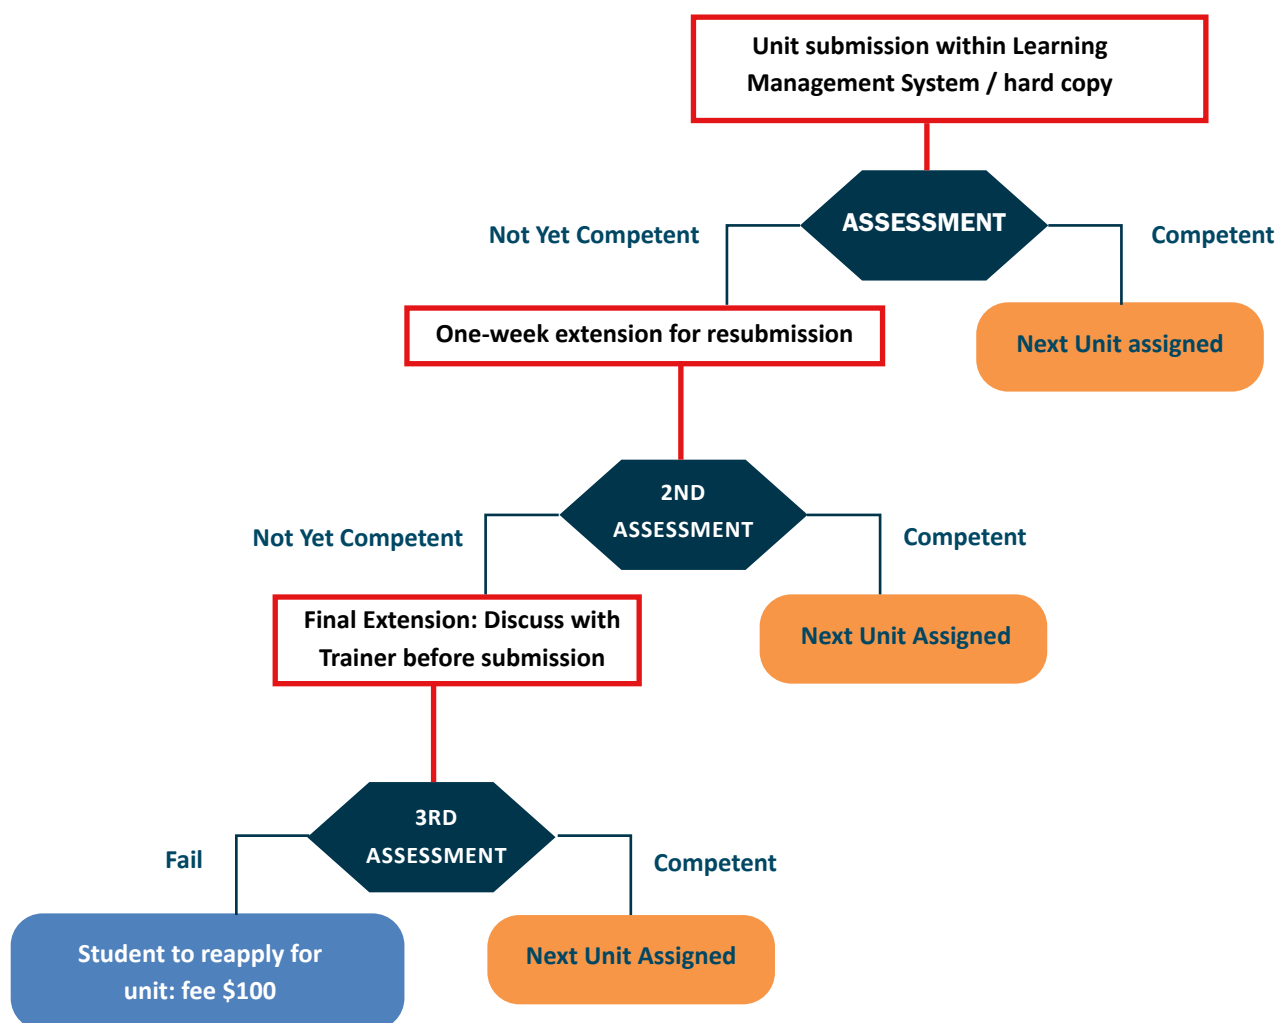 Unit submission within Learning
Management System / hard copy
ASSESSMENT
Not Yet Competent
Competent
One-week extension for resubmission
Next Unit assigned
2ND
ASSESSMENT
Not Yet Competent
Competent
Final Extension: Discuss with
Trainer before submission
Next Unit Assigned
3RD
ASSESSMENT
Fail
Competent
Student to reapply for
unit: fee $100
Next Unit Assigned